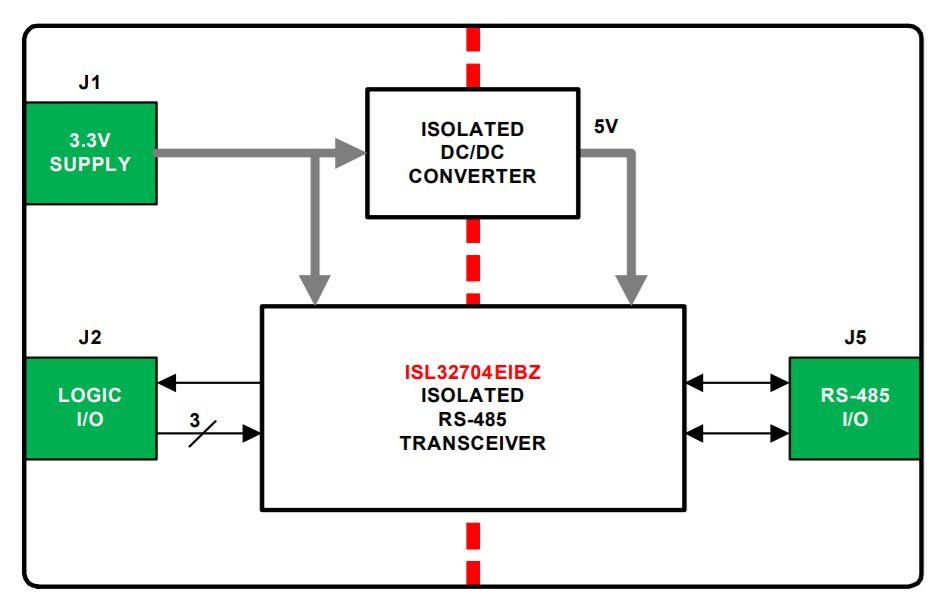 J1
3.3V
SUPPLY
ISOLATED
DC/DC
CONVERTER
5V
J2
LOGIC
I/O
3
ISL32704EIBZ
ISOLATED
RS-485
TRANSCEIVER
J5
RS-485
I/O